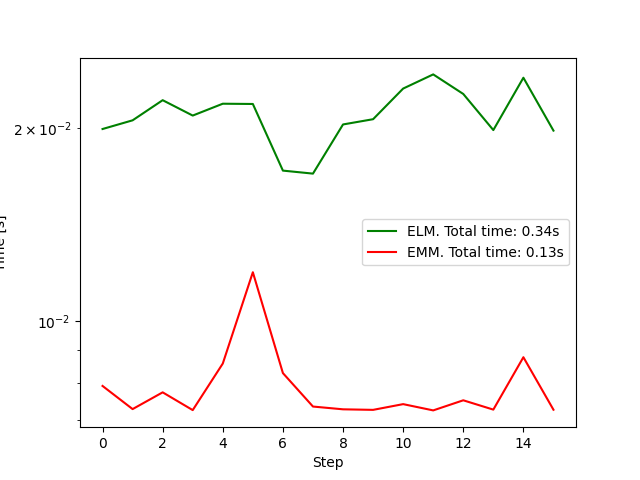 2 × 10⁻²
10⁻²
Time [s]
ELM. Total time: 0.34s
EMM. Total time: 0.13s
0 2 4 6 8 10 12 14
Step